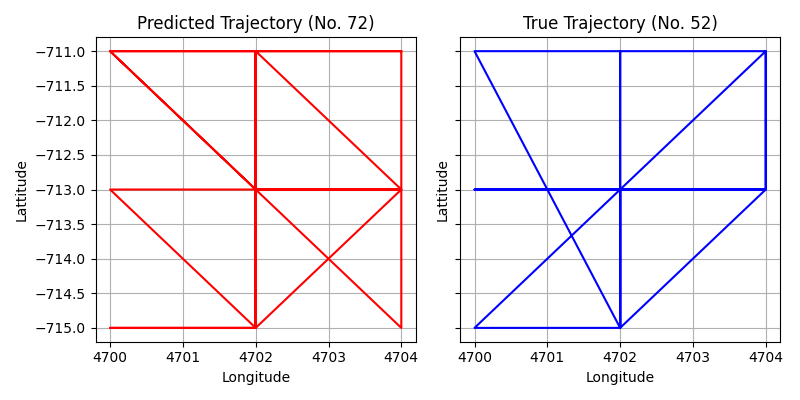 Predicted Trajectory (No. 72)
True Trajectory (No. 52)
−711.0
−711.5
−712.0
−712.5
−713.0
−713.5
−714.0
−714.5
−715.0
Lattitude
Lattitude
4700 4701 4702 4703 4704
4700 4701 4702 4703 4704
Longitude
Longitude